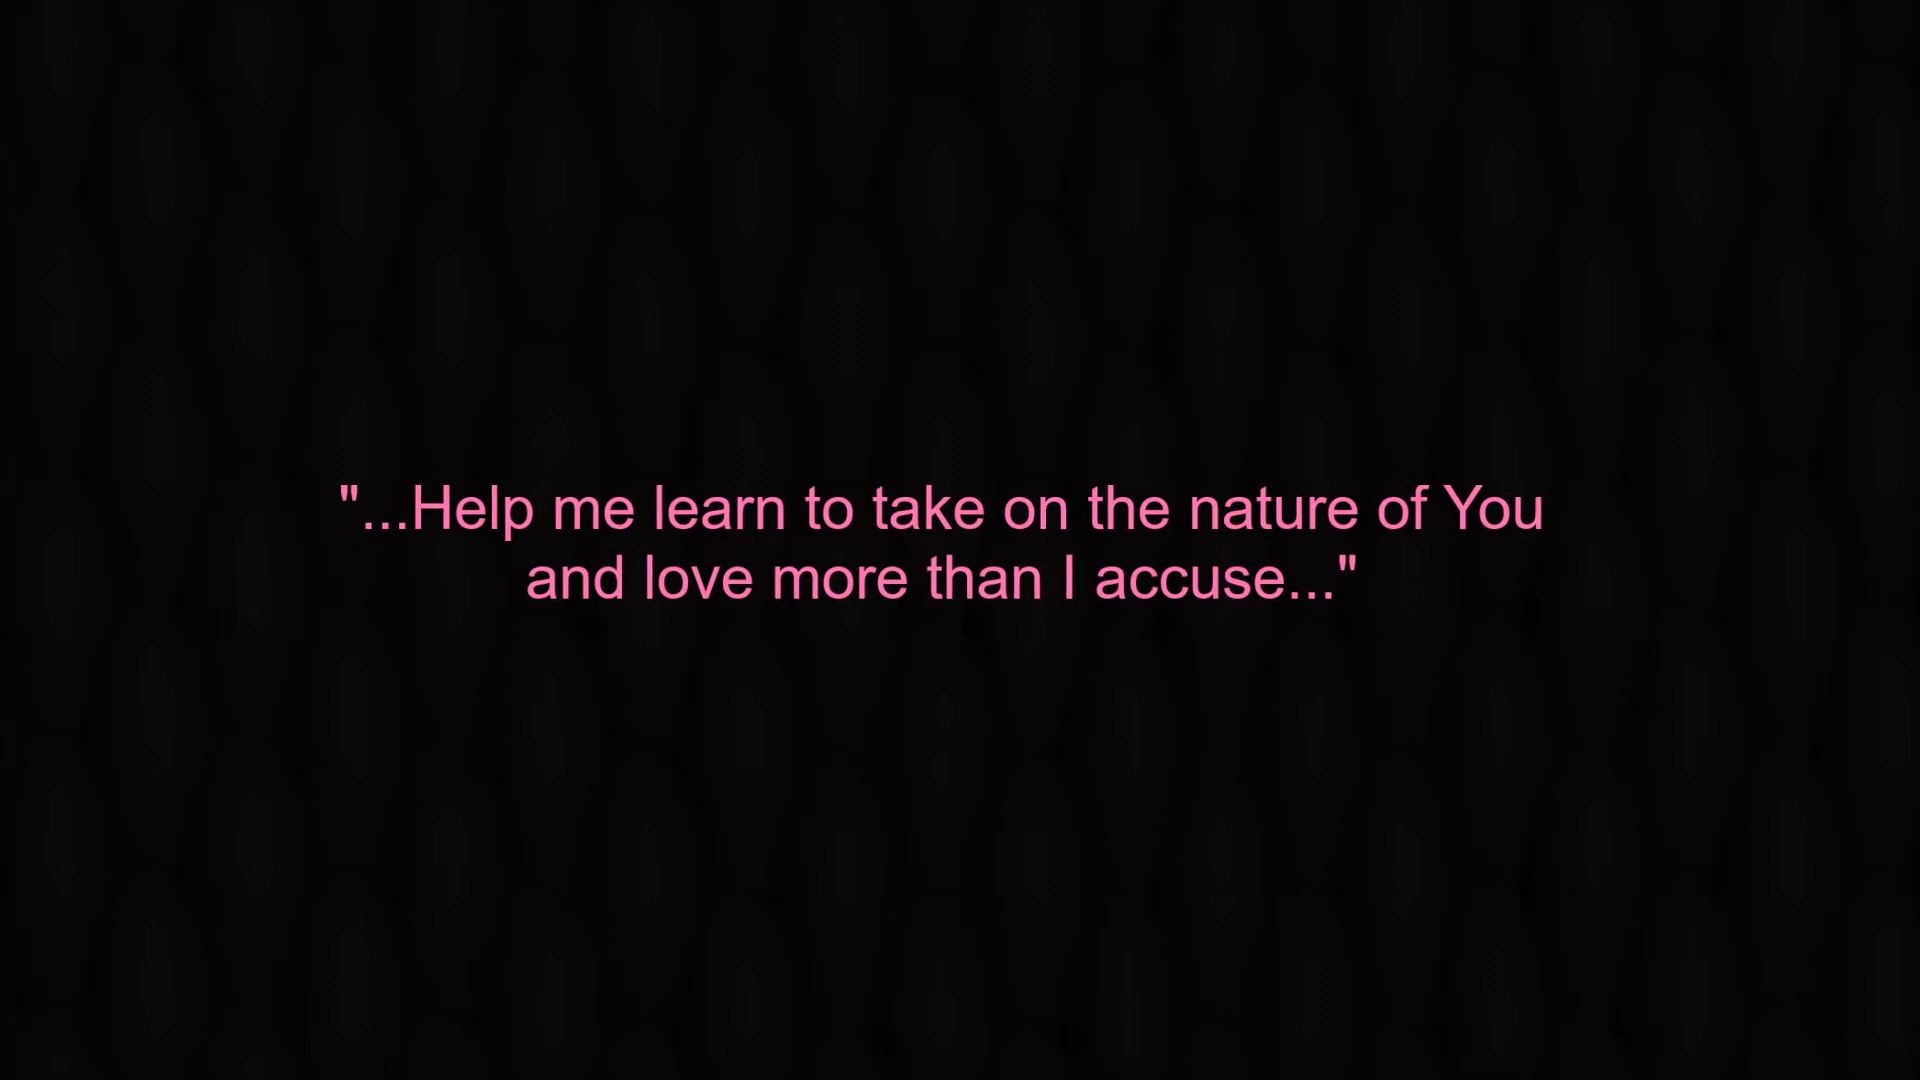 "...Help me learn to take on the nature of You
and love more than I accuse..."